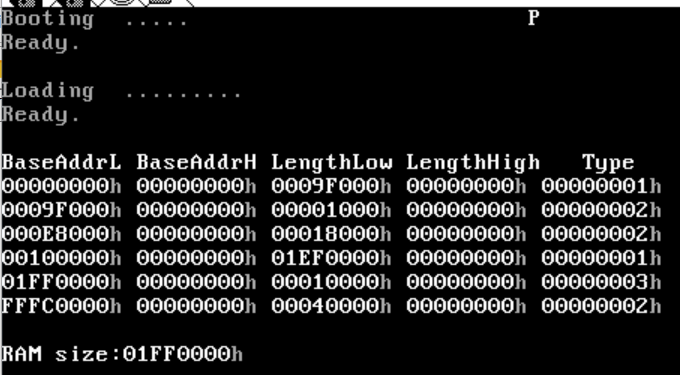 Booting ..... P
Ready.
Loading .........
Ready.
BaseAddrL BaseAddrH LengthLow LengthHigh Type
00000000h 00000000h 0009F000h 00000000h 00000001h
0009F000h 00000000h 00001000h 00000000h 00000002h
000E8000h 00000000h 00018000h 00000000h 00000002h
00100000h 00000000h 01EF0000h 00000000h 00000001h
01FF0000h 00000000h 00010000h 00000000h 00000003h
FFFC0000h 00000000h 00040000h 00000000h 00000002h
RAM size:01FF0000h